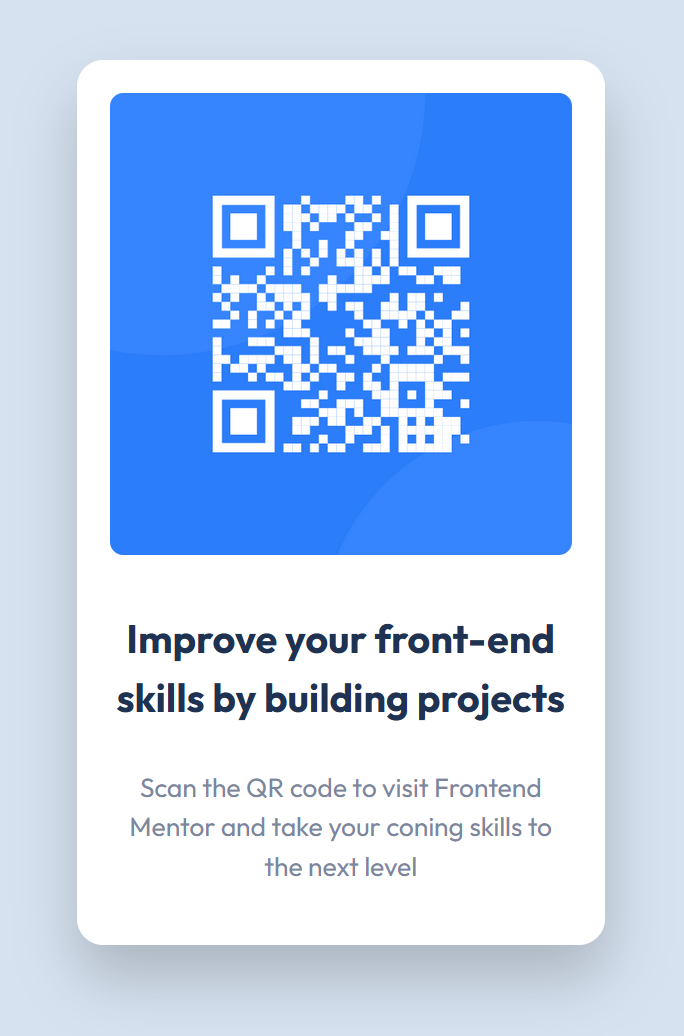 Improve your front-end
skills by building projects
Scan the QR code to visit Frontend
Mentor and take your coning skills to
the next level